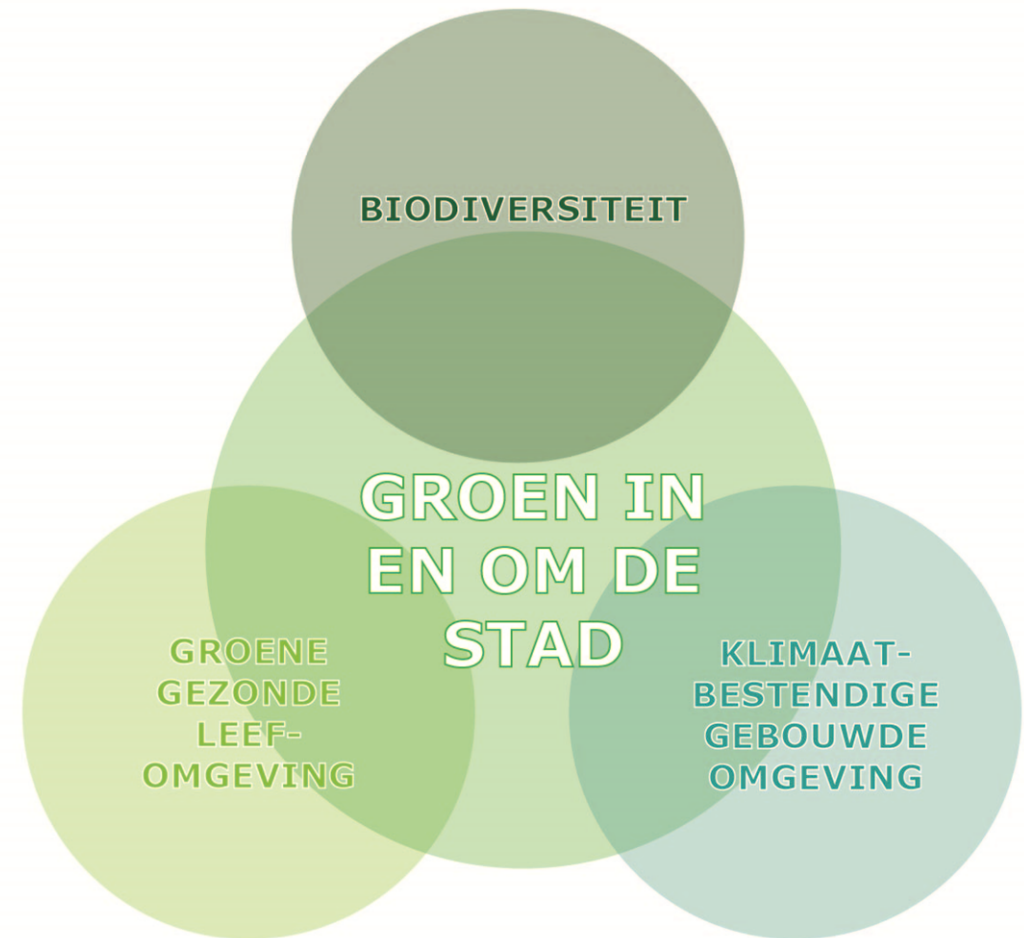 BIODIVERSITEIT
GROEN IN
EN OM DE
STAD
GROENE
GEZONDE
LEEF-
OMGEVING
KLIMAAT-
BESTENDIGE
GEBOUWDE
OMGEVING